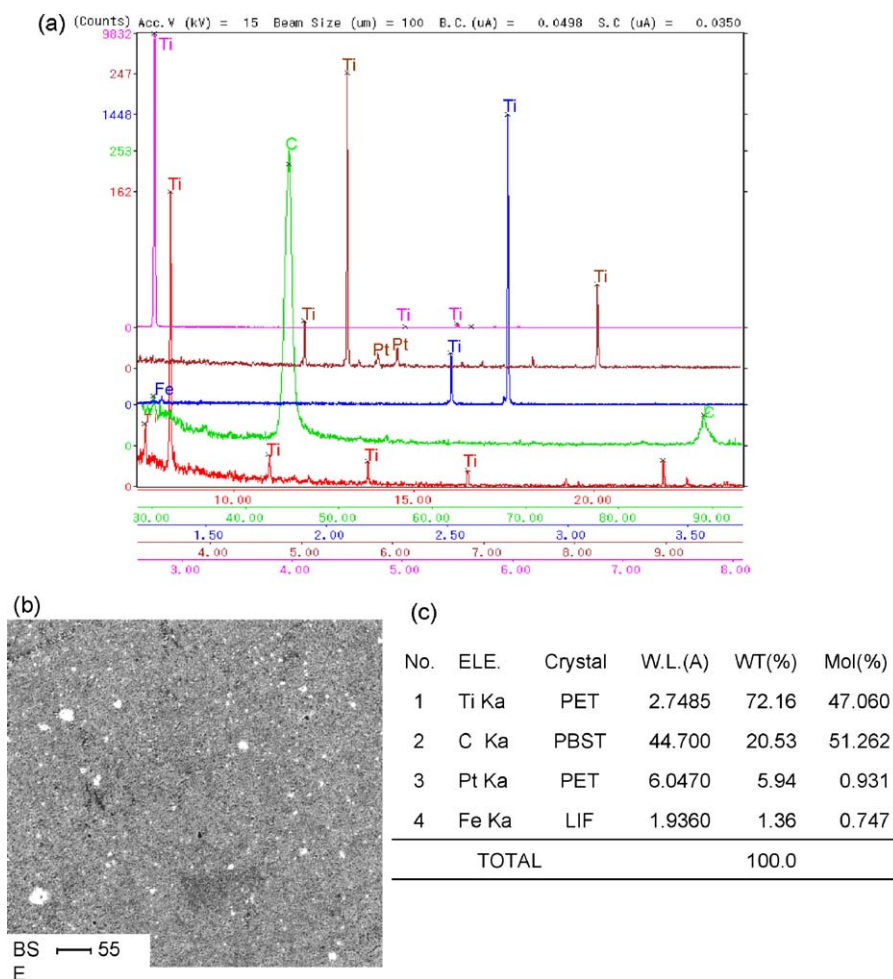 (a) (Counts) Acc.V (kV) = 15 Beam Size (um) = 100 B.C.(uA) = 0.0498 S.C (uA) = 0.0350
9832
247
1448
253
162
0
0
0
0
0
Ti
Ti
Ti
C
Ti
Ti
Ti
Ti
Ti
Pt
Pt
Ti
Fe
C
Ti
Ti
Ti
10.00 15.00 20.00
30.00 40.00 50.00 60.00 70.00 80.00 90.00
1.50 2.00 2.50 3.00 3.50
4.00 5.00 6.00 7.00 8.00 9.00
3.00 4.00 5.00 6.00 7.00 8.00
(b)
BS 55
E
(c)
No. ELE. Crystal W.L.(A) WT(%) Mol(%)
1 Ti Ka PET 2.7485 72.16 47.060
2 C Ka PBST 44.700 20.53 51.262
3 Pt Ka PET 6.0470 5.94 0.931
4 Fe Ka LIF 1.9360 1.36 0.747
TOTAL 100.0